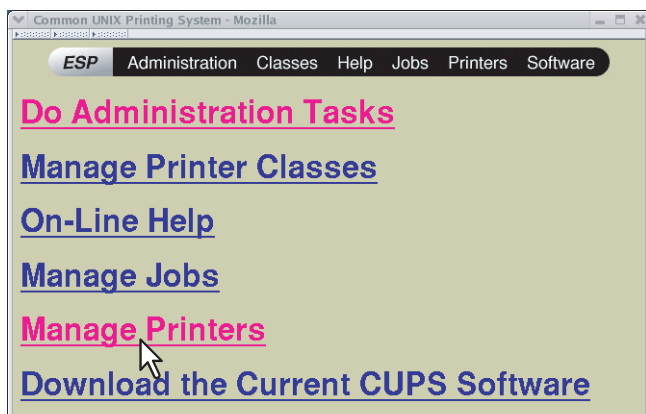 Common UNIX Printing System - Mozilla
ESP Administration Classes Help Jobs Printers Software
Do Administration Tasks
Manage Printer Classes
On-Line Help
Manage Jobs
Manage Printers
Download the Current CUPS Software